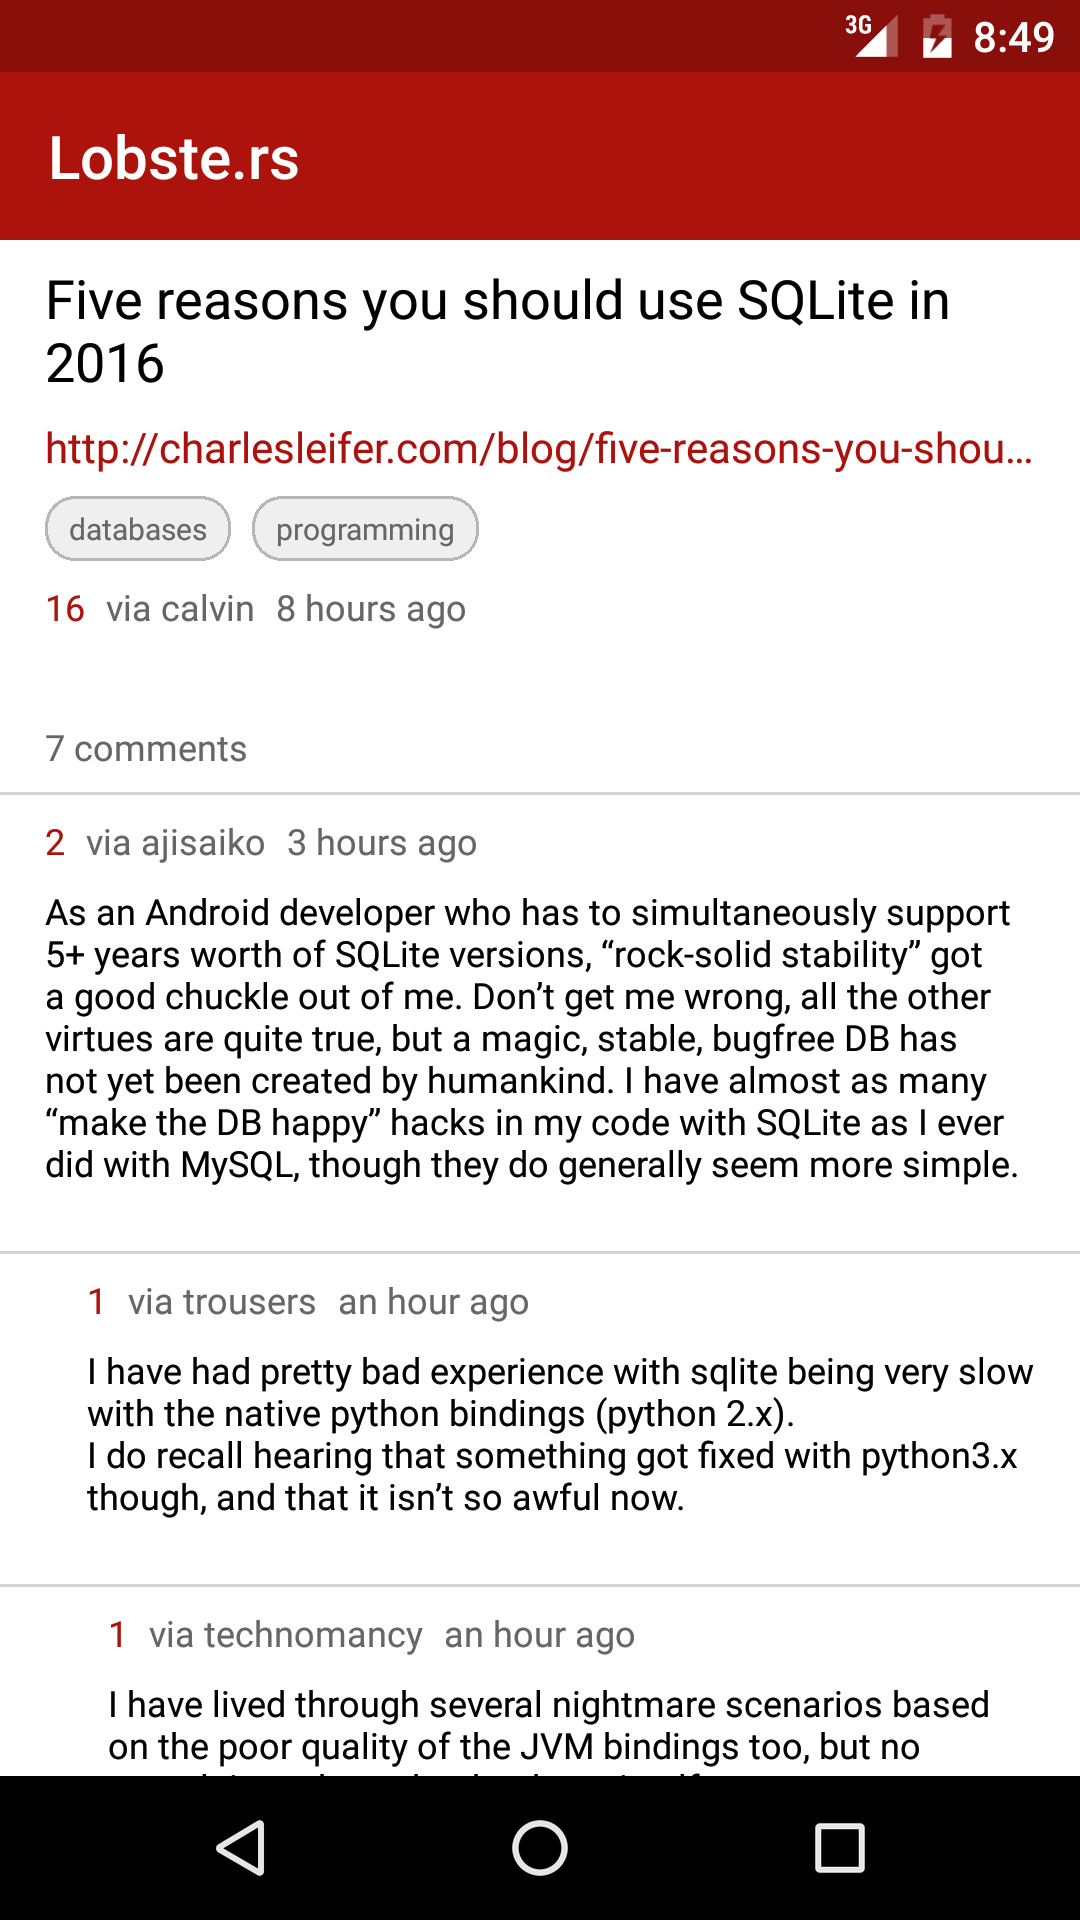 3G 8:49
Lobste.rs
Five reasons you should use SQLite in
2016
http://charlesleifer.com/blog/five-reasons-you-shou...
databases programming
16 via calvin 8 hours ago
7 comments
2 via ajisaiko 3 hours ago
As an Android developer who has to simultaneously support
5+ years worth of SQLite versions, “rock-solid stability” got
a good chuckle out of me. Don’t get me wrong, all the other
virtues are quite true, but a magic, stable, bugfree DB has
not yet been created by humankind. I have almost as many
“make the DB happy” hacks in my code with SQLite as I ever
did with MySQL, though they do generally seem more simple.
1 via trousers an hour ago
I have had pretty bad experience with sqlite being very slow
with the native python bindings (python 2.x).
I do recall hearing that something got fixed with python3.x
though, and that it isn’t so awful now.
1 via technomancy an hour ago
I have lived through several nightmare scenarios based
on the poor quality of the JVM bindings too, but no